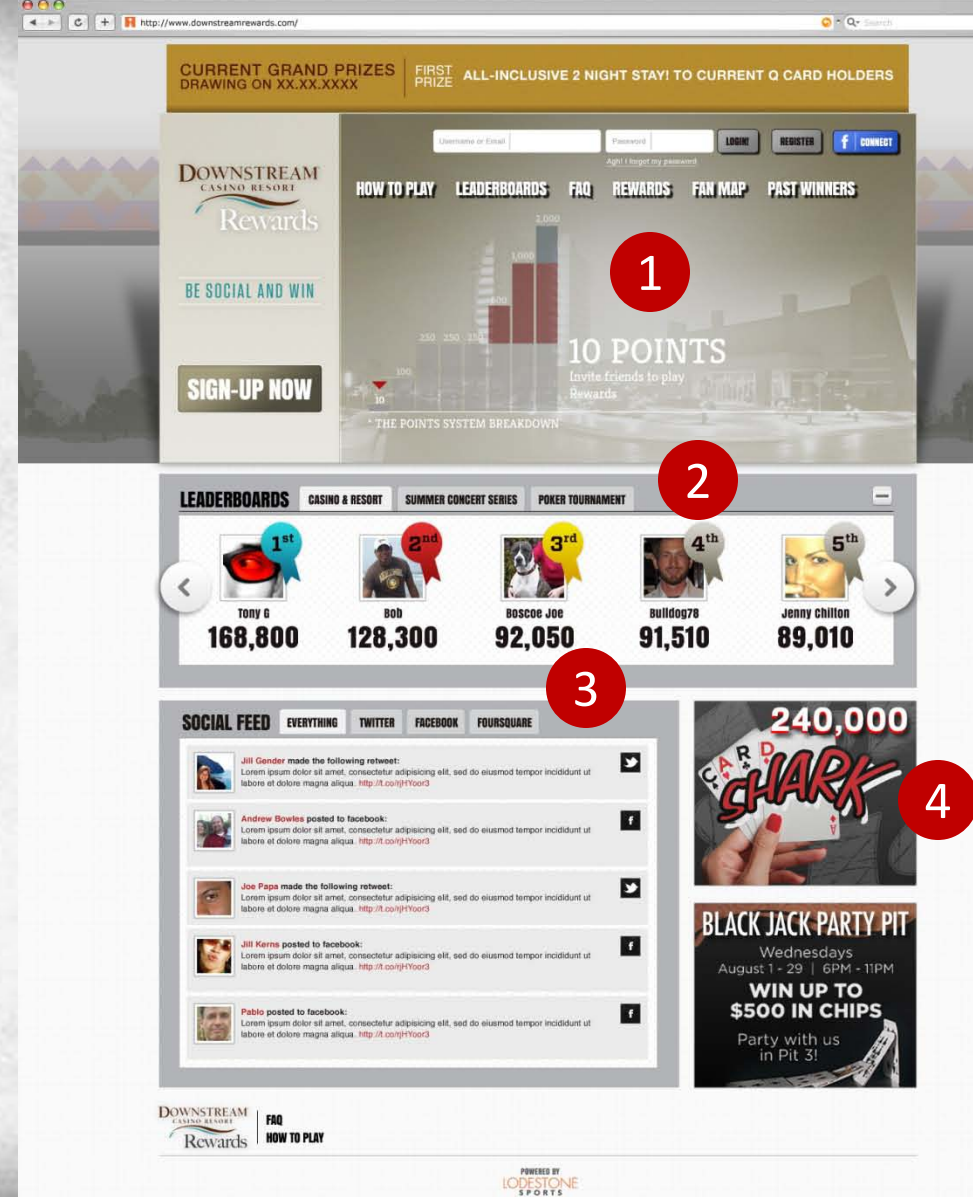 http://www.downstreamrewards.com/
Search
CURRENT GRAND PRIZES
DRAWING ON XX.XX.XXXX
FIRST
PRIZE
ALL-INCLUSIVE 2 NIGHT STAY! TO CURRENT Q CARD HOLDERS
Username or Email
Password
LOGIN!
REGISTER
f CONNECT
Agh! I forget my password
DOWNSTREAM
CASINO RESORT
Rewards
HOW TO PLAY
LEADERBOARDS
FAQ
REWARDS
FAN MAP
PAST WINNERS
BE SOCIAL AND WIN
SIGN-UP NOW
2,000
1,000
500
250 250 250
100
10
* THE POINTS SYSTEM BREAKDOWN
1
10 POINTS
Invite friends to play
Rewards
2
LEADERBOARDS
CASINO & RESORT
SUMMER CONCERT SERIES
POKER TOURNAMENT
1st
2nd
3rd
4th
5th
Tony G
Bob
Boscoe Joe
Bulldog78
Jenny Chilton
168,800
128,300
92,050
91,510
89,010
3
SOCIAL FEED
EVERYTHING
TWITTER
FACEBOOK
FOURSQUARE
Jill Gonder made the following retweet:
Lorem ipsum dolor sit amet, consectetur adipisicing elit, sed do eiusmod tempor incididunt ut
labore et dolore magna aliqua. http://t.co/rjHYoor3
Andrew Bowles posted to facebook:
Lorem ipsum dolor sit amet, consectetur adipisicing elit, sed do eiusmod tempor incididunt ut
labore et dolore magna aliqua. http://t.co/rjHYoor3
f
Joe Papa made the following retweet:
Lorem ipsum dolor sit amet, consectetur adipisicing elit, sed do eiusmod tempor incididunt ut
labore et dolore magna aliqua. http://t.co/rjHYoor3
Jill Kerns posted to facebook:
Lorem ipsum dolor sit amet, consectetur adipisicing elit, sed do eiusmod tempor incididunt ut
labore et dolore magna aliqua. http://t.co/rjHYoor3
f
Pablo posted to facebook:
Lorem ipsum dolor sit amet, consectetur adipisicing elit, sed do eiusmod tempor incididunt ut
labore et dolore magna aliqua. http://t.co/rjHYoor3
f
240,000
CARD
SHARK
A
4
BLACK JACK PARTY PIT
Wednesdays
August 1 - 29 | 6PM - 11PM
WIN UP TO
$500 IN CHIPS
Party with us
in Pit 3!
DOWNSTREAM
CASINO RESORT
Rewards
FAQ
HOW TO PLAY
POWERED BY
LODESTONE
SPORTS